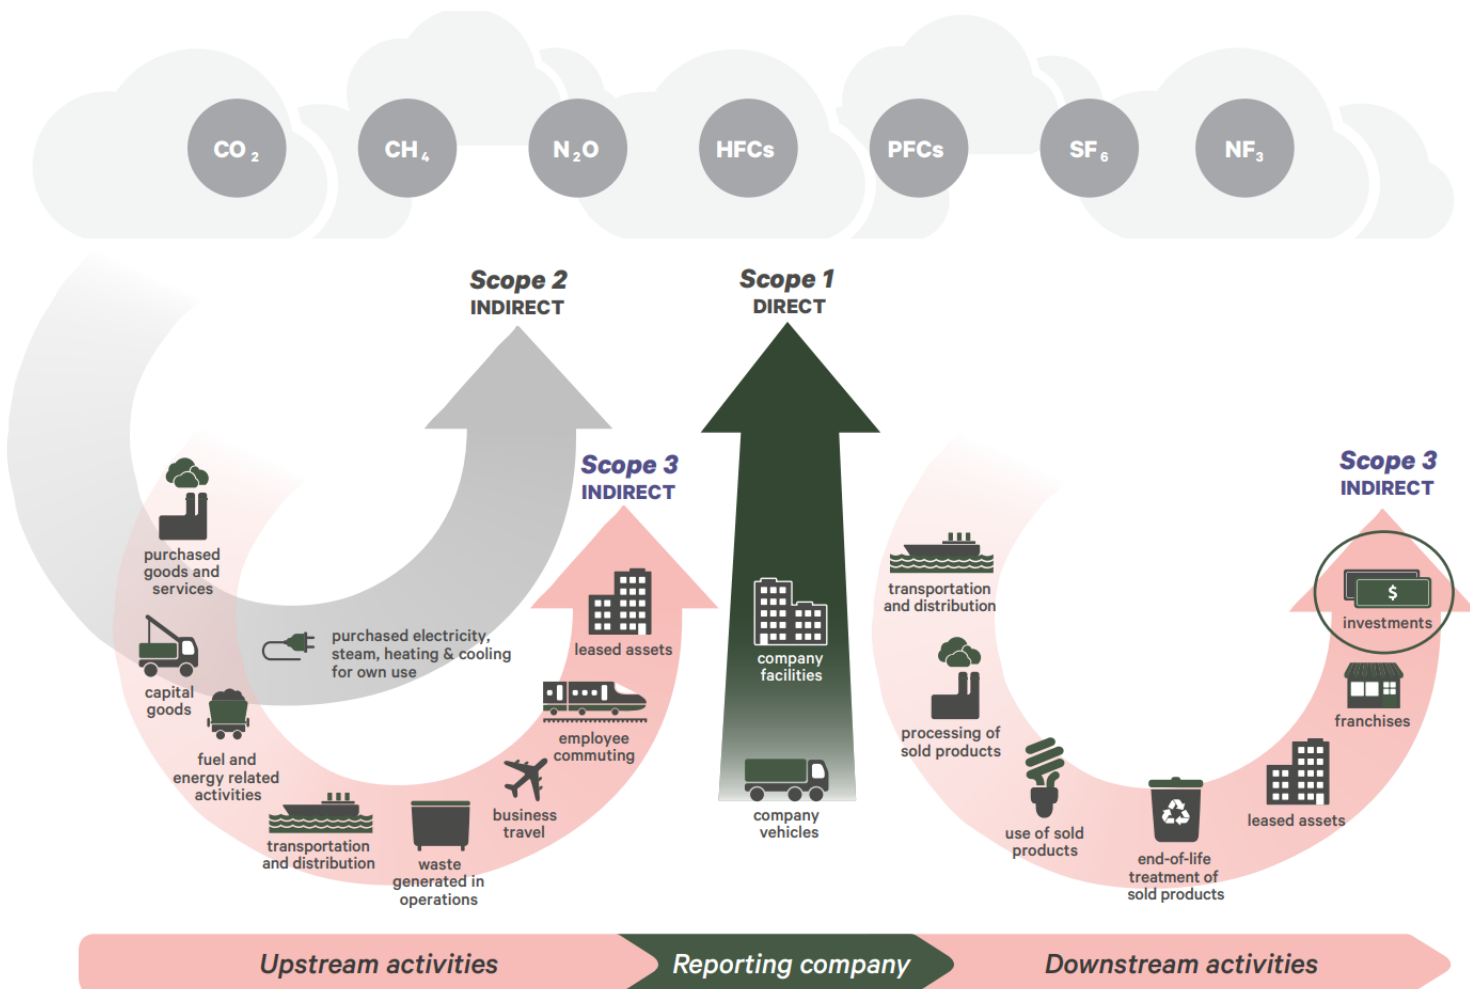 CO₂
CH₄
N₂O
HFCs
PFCs
SF₆
NF₃
Scope 2
INDIRECT
Scope 1
DIRECT
Scope 3
INDIRECT
Scope 3
INDIRECT
purchased
goods and
services
capital
goods
fuel and
energy related
activities
purchased electricity,
steam, heating & cooling
for own use
transportation
and distribution
waste
generated in
operations
business
travel
employee
commuting
leased assets
company
facilities
company
vehicles
transportation
and distribution
processing of
sold products
use of sold
products
end-of-life
treatment of
sold products
leased assets
franchises
$
investments
Upstream activities
Reporting company
Downstream activities